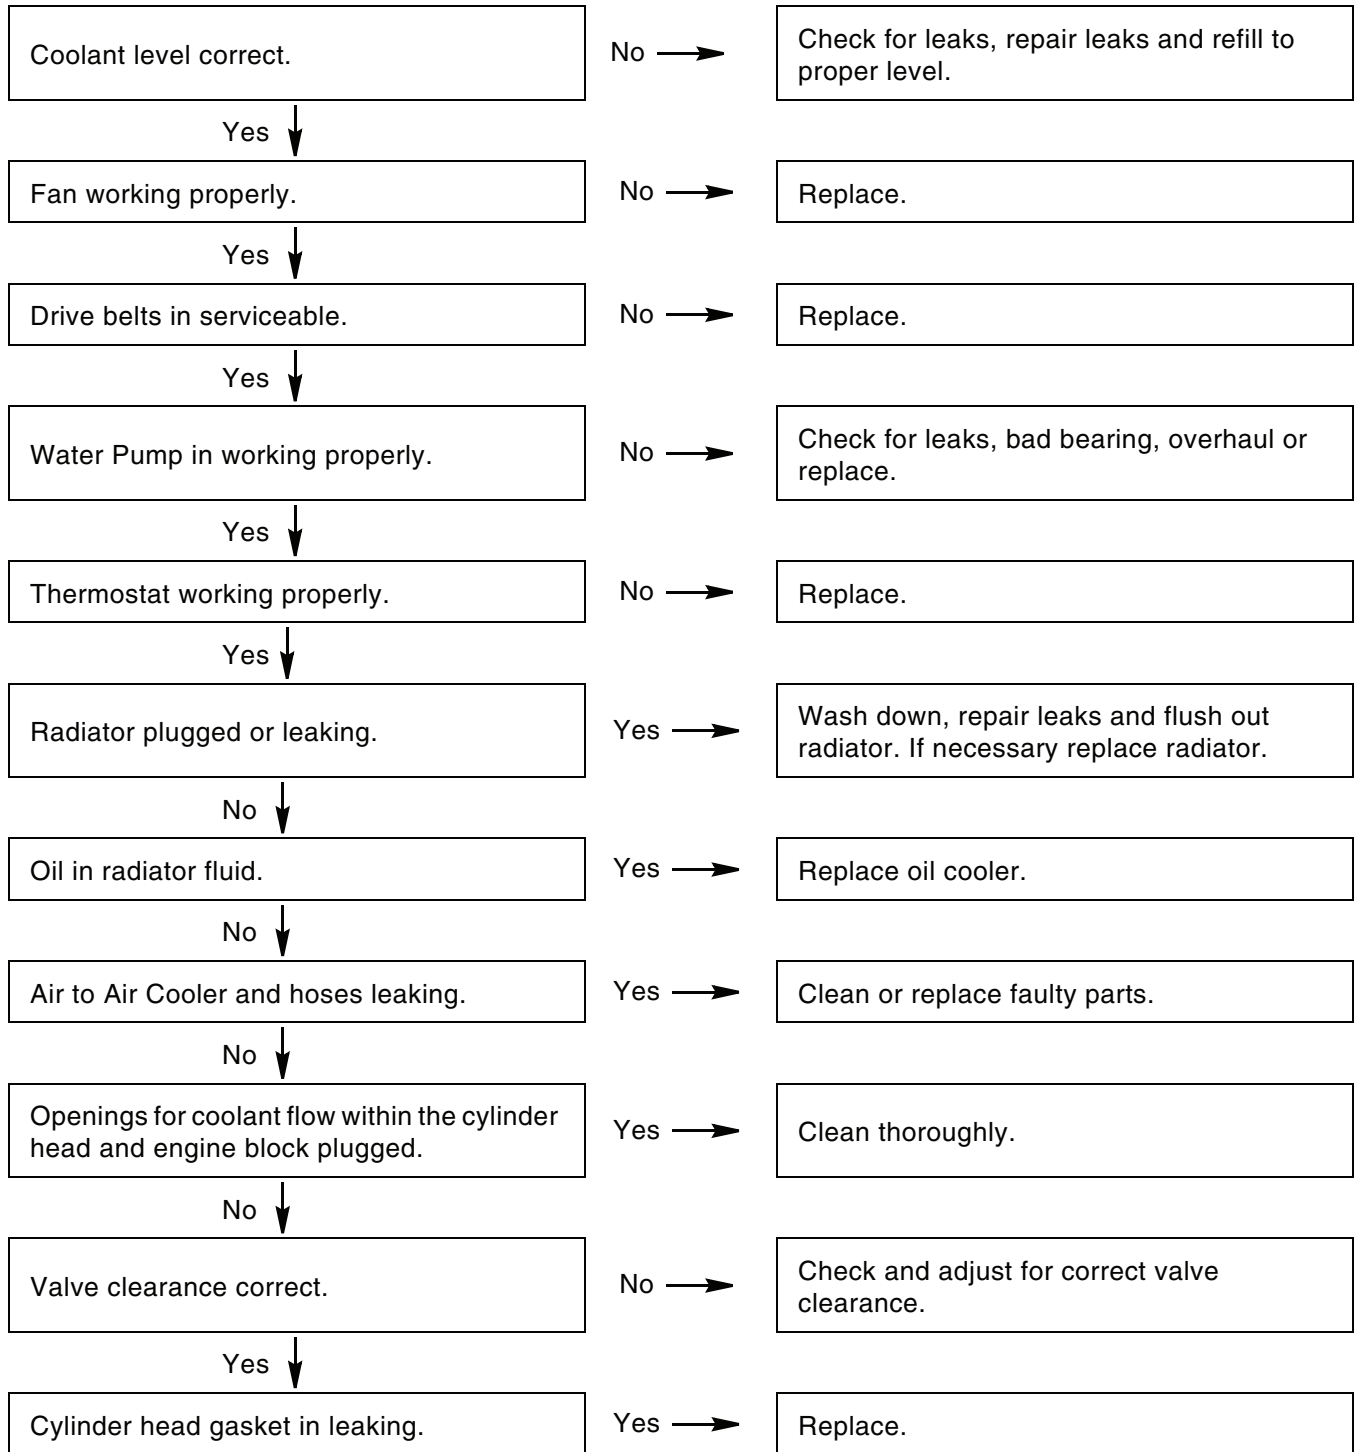 Coolant level correct.
No
Check for leaks, repair leaks and refill to
proper level.
Yes
Fan working properly.
No
Replace.
Yes
Drive belts in serviceable.
No
Replace.
Yes
Water Pump in working properly.
No
Check for leaks, bad bearing, overhaul or
replace.
Yes
Thermostat working properly.
No
Replace.
Yes
Radiator plugged or leaking.
Yes
Wash down, repair leaks and flush out
radiator. If necessary replace radiator.
No
Oil in radiator fluid.
Yes
Replace oil cooler.
No
Air to Air Cooler and hoses leaking.
Yes
Clean or replace faulty parts.
No
Openings for coolant flow within the cylinder
head and engine block plugged.
Yes
Clean thoroughly.
No
Valve clearance correct.
No
Check and adjust for correct valve
clearance.
Yes
Cylinder head gasket in leaking.
Yes
Replace.